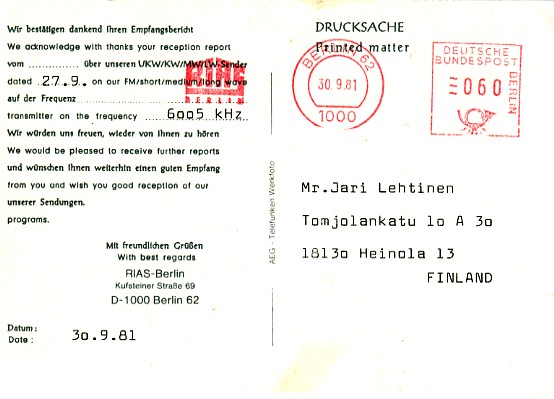 Wir bestätigen dankend Ihren Empfangsbericht
We acknowledge with thanks your reception report
vom .............. über unseren UKW/KW/MW/LW-Sender
dated 27.9. on our FM/short/medium/long wave
auf der Frequenz
transmitter on the frequency 6oo5 kHz
Wir würden uns freuen, wieder von Ihnen zu hören
We would be pleased to receive further reports
und wünschen Ihnen weiterhin einen guten Empfang
from you and wish you good reception of our
unserer Sendungen.
programs.
Mit freundlichen Grüßen
With best regards
RIAS-Berlin
Kufsteiner Straße 69
D-1000 Berlin 62
Datum:
Date: 3o.9.81
AEG - Telefunken Werkfoto
DRUCKSACHE
Printed matter
BERLIN 62
30.9.81
1000
DEUTSCHE
BUNDESPOST
BERLIN
060
BERLIN
Mr.Jari Lehtinen
Tomjolankatu 1o A 3o
1813o Heinola 13
FINLAND